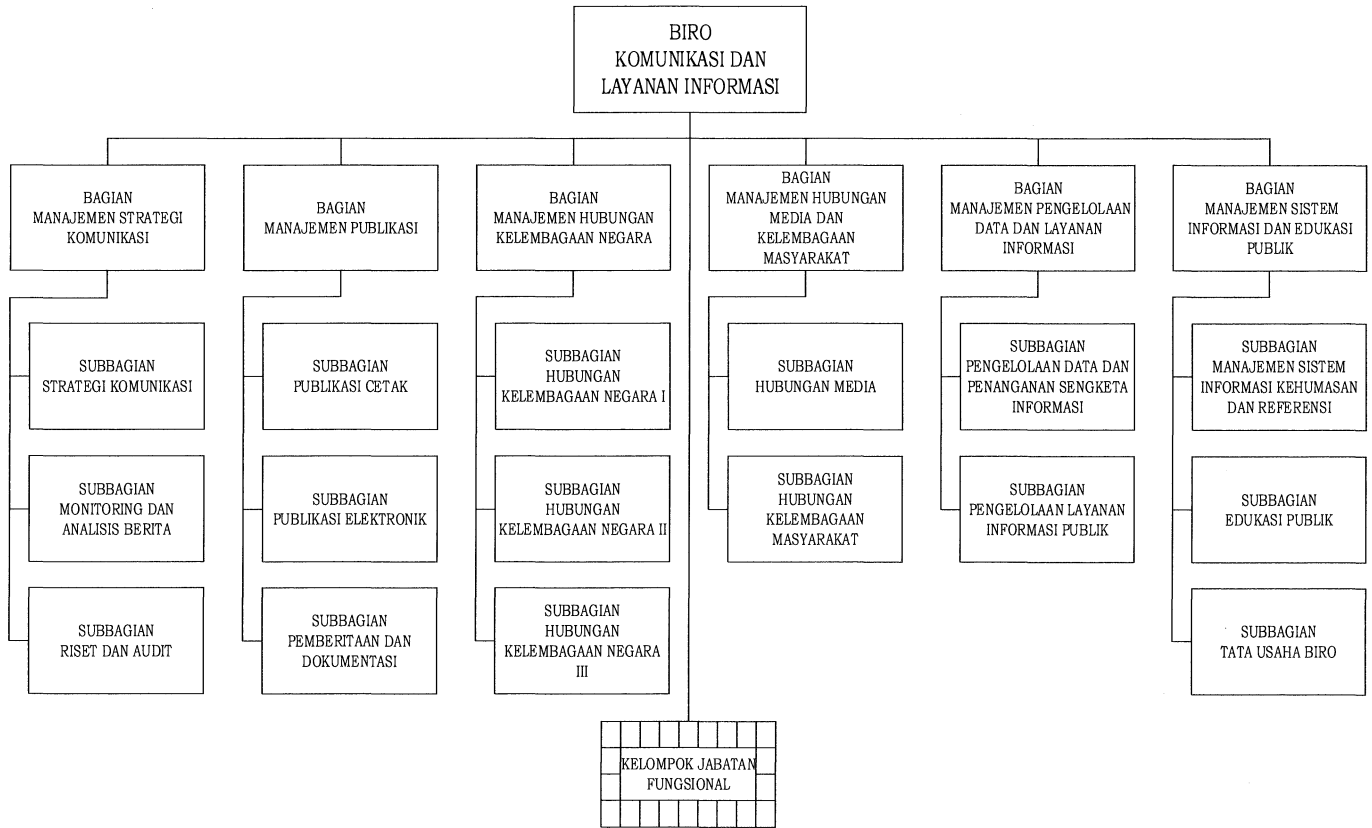 BIRO
KOMUNIKASI DAN
LAYANAN INFORMASI
BAGIAN
MANAJEMEN STRATEGI
KOMUNIKASI
BAGIAN
MANAJEMEN PUBLIKASI
BAGIAN
MANAJEMEN HUBUNGAN
KELEMBAGAAN NEGARA
BAGIAN
MANAJEMEN HUBUNGAN
MEDIA DAN
KELEMBAGAAN
MASYARAKAT
BAGIAN
MANAJEMEN PENGELOLAAN
DATA DAN LAYANAN
INFORMASI
BAGIAN
MANAJEMEN SISTEM
INFORMASI DAN EDUKASI
PUBLIK
SUBBAGIAN
STRATEGI KOMUNIKASI
SUBBAGIAN
PUBLIKASI CETAK
SUBBAGIAN
HUBUNGAN
KELEMBAGAAN NEGARA I
SUBBAGIAN
HUBUNGAN MEDIA
SUBBAGIAN
PENGELOLAAN DATA DAN
PENANGANAN SENGKETA
INFORMASI
SUBBAGIAN
MANAJEMEN SISTEM
INFORMASI KEHUMASAN
DAN REFERENSI
SUBBAGIAN
MONITORING DAN
ANALISIS BERITA
SUBBAGIAN
PUBLIKASI ELEKTRONIK
SUBBAGIAN
HUBUNGAN
KELEMBAGAAN NEGARA II
SUBBAGIAN
HUBUNGAN
KELEMBAGAAN
MASYARAKAT
SUBBAGIAN
PENGELOLAAN LAYANAN
INFORMASI PUBLIK
SUBBAGIAN
EDUKASI PUBLIK
SUBBAGIAN
RISET DAN AUDIT
SUBBAGIAN
PEMBERITAAN DAN
DOKUMENTASI
SUBBAGIAN
HUBUNGAN
KELEMBAGAAN NEGARA
III
SUBBAGIAN
TATA USAHA BIRO
KELOMPOK JABATAN
FUNGSIONAL